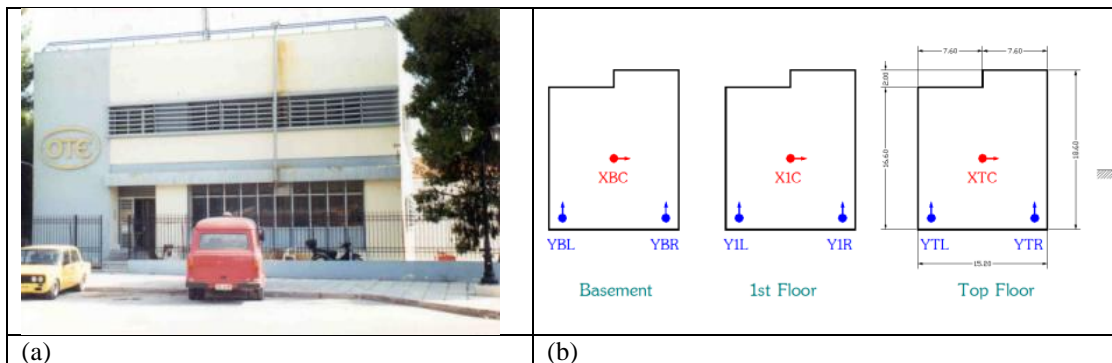 OTE
7.60 7.60
2.00
16.60
18.60
XBC X1C XTC
YBL YBR Y1L Y1R YTL YTR
15.20
Basement 1st Floor Top Floor
(a) (b)